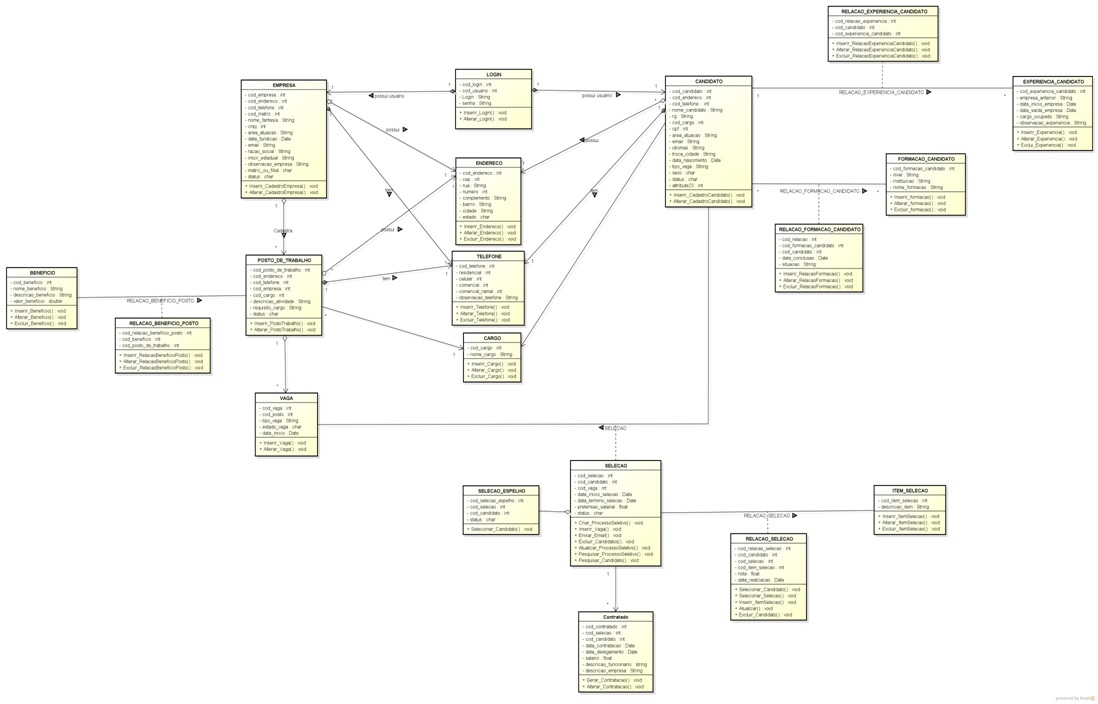 RELACAO_EXPERIENCIA_CANDIDATO
- cod_relacao_experiencia : int
- cod_candidato : int
- cod_experiencia_candidato : int
+ Inserir_RelacaoExperienciaCandidato() : void
+ Alterar_RelacaoExperienciaCandidato() : void
+ Excluir_RelacaoExperienciaCandidato() : void
LOGIN
- cod_login : int
- cod_usuario : int
- Login : String
- senha : String
+ Inserir_Login() : void
+ Alterar_Login() : void
EMPRESA
- cod_empresa : int
- cod_endereco : int
- cod_telefone : int
- cod_matriz : int
- nome_fantasia : String
- cnpj : int
- area_atuacao : String
- data_fundicao : Date
- email : String
- razao_social : String
- inscr_estadual : String
- observacao_empresa : String
- matriz_ou_filial : char
- status : char
+ Inserir_CadastroEmpresa() : void
+ Alterar_CadastroEmpresa() : void
possui usuário
possui usuário
CANDIDATO
- cod_candidato : int
- cod_endereco : int
- cod_telefone : int
- nome_candidato : String
- rg : String
- cod_cargo : int
- cpf : int
- area_atuacao : String
- email : String
- idiomas : String
- troca_cidade : String
- data_nascimento : Date
- tipo_vaga : String
- sexo : char
- status : char
- attribute23 : int
+ Inserir_CadastroCandidato() : void
+ Alterar_CadastroCandidato() : void
RELACAO_EXPERIENCIA_CANDIDATO
EXPERIENCIA_CANDIDATO
- cod_experiencia_candidato : int
- empresa_anterior : String
- data_inicio_empresa : Date
- data_saida_empresa : Date
- cargo_ocupado : String
- observacao_experiencia : String
+ Inserir_Experiencia() : void
+ Alterar_Experiencia() : void
+ Exclui_Experiencia() : void
possui
possui
ENDERECO
- cod_endereco : int
- cep : int
- rua : String
- numero : int
- complemento : String
- bairro : String
- cidade : String
- estado : char
+ Inserir_Endereco() : void
+ Alterar_Endereco() : void
+ Excluir_Endereco() : void
FORMACAO_CANDIDATO
- cod_formacao_candidato : int
- nivel : String
- Instituicao : int
- nome_formacao : String
+ Inserir_formacao() : void
+ Alterar_formacao() : void
+ Excluir_formacao() : void
RELACAO_FORMACAO_CANDIDATO
RELACAO_FORMACAO_CANDIDATO
- cod_relacao : int
- cod_formacao_candidato : int
- cod_candidato : int
- data_conclusao : Date
- situacao : String
+ Inserir_RelacaoFormacao() : void
+ Alterar_RelacaoFormacao() : void
+ Excluir_RelacaoFormacao() : void
Cadastra
possui
tem
POSTO_DE_TRABALHO
- cod_posto_de_trabalho : int
- cod_endereco : int
- cod_telefone : int
- cod_empresa : int
- cod_cargo : int
- descricao_atividade : String
- requisito_cargo : String
- status : char
+ Inserir_PostoTrabalho() : void
+ Alterar_PostoTrabalho() : void
TELEFONE
- cod_telefone : int
- residencial : int
- celular : int
- comercial : int
- comercial_ramal : int
- observacao_telefone : String
+ Inserir_Telefone() : void
+ Alterar_Telefone() : void
+ Excluir_Telefone() : void
BENEFICIO
- cod_beneficio : int
- nome_beneficio : String
- descricao_beneficio : String
- valor_beneficio : double
+ Inserir_Beneficio() : void
+ Alterar_Beneficio() : void
+ Excluir_Beneficio() : void
RELACAO_BENEFICIO_POSTO
RELACAO_BENEFICIO_POSTO
- cod_relacao_beneficio_posto : int
- cod_beneficio : int
- cod_posto_de_trabalho : int
+ Inserir_RelacaoBeneficioPosto() : void
+ Alterar_RelacaoBeneficioPosto() : void
+ Excluir_RelacaoBeneficioPosto() : void
CARGO
- cod_cargo : int
- nome_cargo : String
+ Inserir_Cargo() : void
+ Alterar_Cargo() : void
+ Excluir_Cargo() : void
VAGA
- cod_vaga : int
- cod_posto : int
- tipo_vaga : String
- estado_vaga : char
- data_inicio : Date
+ Inserir_Vaga() : void
+ Alterar_Vaga() : void
SELECAO
SELECAO
- cod_selecao : int
- cod_candidato : int
- cod_vaga : int
- data_inicio_selecao : Date
- data_termino_selecao : Date
- pretensao_salarial : float
- status : char
+ Criar_ProcessoSeletivo() : void
+ Inserir_Vaga() : void
+ Enviar_Email() : void
+ Excluir_Candidatos() : void
+ Atualizar_ProcessoSeletivo() : void
+ Pesquisar_ProcessoSeletivo() : void
+ Pesquisar_Candidato() : void
SELECAO_ESPELHO
- cod_selecao_espelho : int
- cod_selecao : int
- cod_candidato : int
- status : char
+ Selecionar_Candidato() : void
ITEM_SELECAO
- cod_item_selecao : int
- descricao_item : String
+ Inserir_ItemSelecao() : void
+ Alterar_ItemSelecao() : void
+ Excluir_ItemSelecao() : void
RELACAO_SELECAO
RELACAO_SELECAO
- cod_relacao_selecao : int
- cod_candidato : int
- cod_selecao : int
- cod_item_selecao : int
- nota : float
- data_realizacao : Date
+ Selecionar_Candidato() : void
+ Selecionar_Selecao() : void
+ Inserir_ItemSelecao() : void
+ Atualizar() : void
+ Excluir_Candidato() : void
Contratado
- cod_contratado : int
- cod_selecao : int
- cod_candidato : int
- data_contratacao : Date
- data_desligamento : Date
- salario : float
- descricao_funcionario : string
- descricao_empresa : String
+ Gerar_Contratacao() : void
+ Alterar_Contratacao() : void
powered by Astah